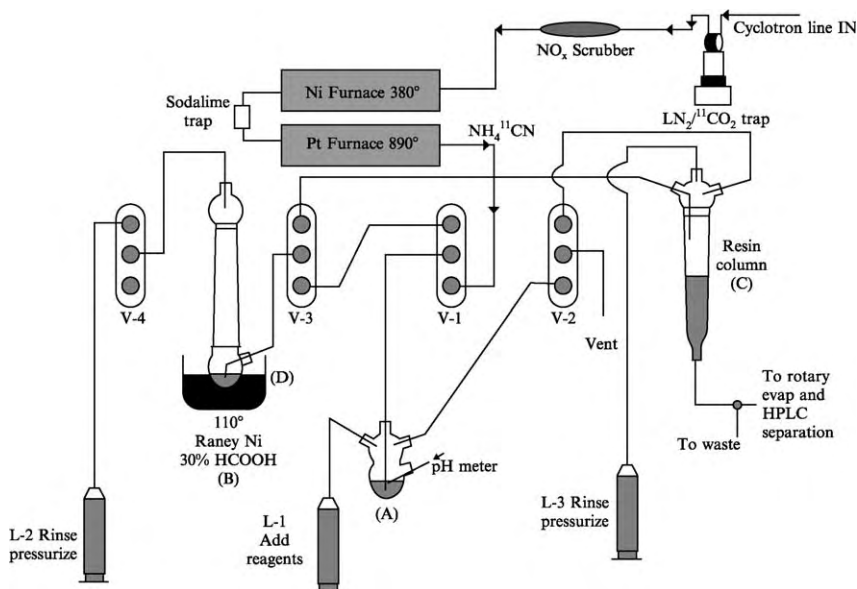 Cyclotron line IN
NOₓ Scrubber
LN₂/¹¹CO₂ trap
Ni Furnace 380°
Sodalime
trap
Pt Furnace 890°
NH₄¹¹CN
V-4
V-3
V-1
V-2
Resin
column
(C)
Vent
(D)
110°
Raney Ni
30% HCOOH
(B)
To rotary
evap and
HPLC
separation
To waste
pH meter
(A)
L-2 Rinse
pressurize
L-1
Add
reagents
L-3 Rinse
pressurize